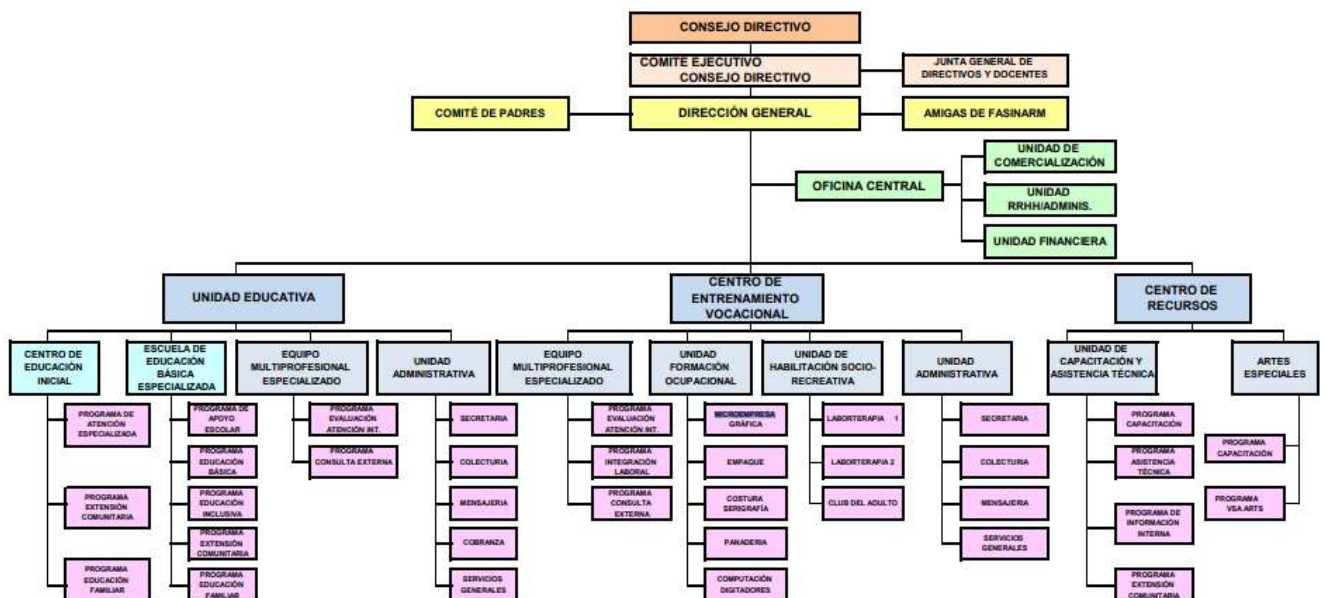 CONSEJO DIRECTIVO
COMITE EJECUTIVO
CONSEJO DIRECTIVO
JUNTA GENERAL DE
DIRECTIVOS Y DOCENTES
COMITÉ DE PADRES
DIRECCIÓN GENERAL
AMIGAS DE FASINARM
UNIDAD DE
COMERCIALIZACIÓN
OFICINA CENTRAL
UNIDAD
RRHH/ADMINIS.
UNIDAD FINANCIERA
UNIDAD EDUCATIVA
CENTRO DE
ENTRENAMIENTO
VOCACIONAL
CENTRO DE
RECURSOS
CENTRO DE
EDUCACIÓN
INICIAL
ESCUELA DE
EDUCACIÓN
BÁSICA
ESPECIALIZADA
EQUIPO
MULTIPROFESIONAL
ESPECIALIZADO
UNIDAD
ADMINISTRATIVA
EQUIPO
MULTIPROFESIONAL
ESPECIALIZADO
UNIDAD
FORMACIÓN
OCUPACIONAL
UNIDAD DE
HABILITACIÓN SOCIO-
RECREATIVA
UNIDAD
ADMINISTRATIVA
UNIDAD DE
CAPACITACIÓN Y
ASISTENCIA TÉCNICA
ARTES
ESPECIALES
PROGRAMA DE
ATENCIÓN
ESPECIALIZADA
PROGRAMA
EXTENSIÓN
COMUNITARIA
PROGRAMA
EDUCACIÓN
FAMILIAR
PROGRAMA DE
APOYO
ESCOLAR
PROGRAMA
EDUCACIÓN
BÁSICA
PROGRAMA
EDUCACIÓN
INCLUSIVA
PROGRAMA
EXTENSIÓN
COMUNITARIA
PROGRAMA
EDUCACIÓN
FAMILIAR
PROGRAMA
EVALUACIÓN
ATENCIÓN INT.
PROGRAMA
CONSULTA EXTERNA
SECRETARIA
COLECTURIA
MENSAJERIA
COBRANZA
SERVICIOS
GENERALES
PROGRAMA
EVALUACIÓN
ATENCIÓN INT.
PROGRAMA
INTEGRACIÓN
LABORAL
PROGRAMA
CONSULTA
EXTERNA
MICROEMPRESA
GRÁFICA
EMPAQUE
COSTURA
SERIGRAFÍA
PANADERIA
COMPUTACIÓN
DIGITADORES
LABORTERAPIA 1
LABORTERAPIA 2
CLUB DEL ADULTO
SECRETARIA
COLECTURIA
MENSAJERIA
SERVICIOS
GENERALES
PROGRAMA
CAPACITACIÓN
PROGRAMA
ASISTENCIA
TÉCNICA
PROGRAMA DE
INFORMACIÓN
INTERNA
PROGRAMA
EXTENSIÓN
COMUNITARIA
PROGRAMA
CAPACITACIÓN
PROGRAMA
VSA ARTS